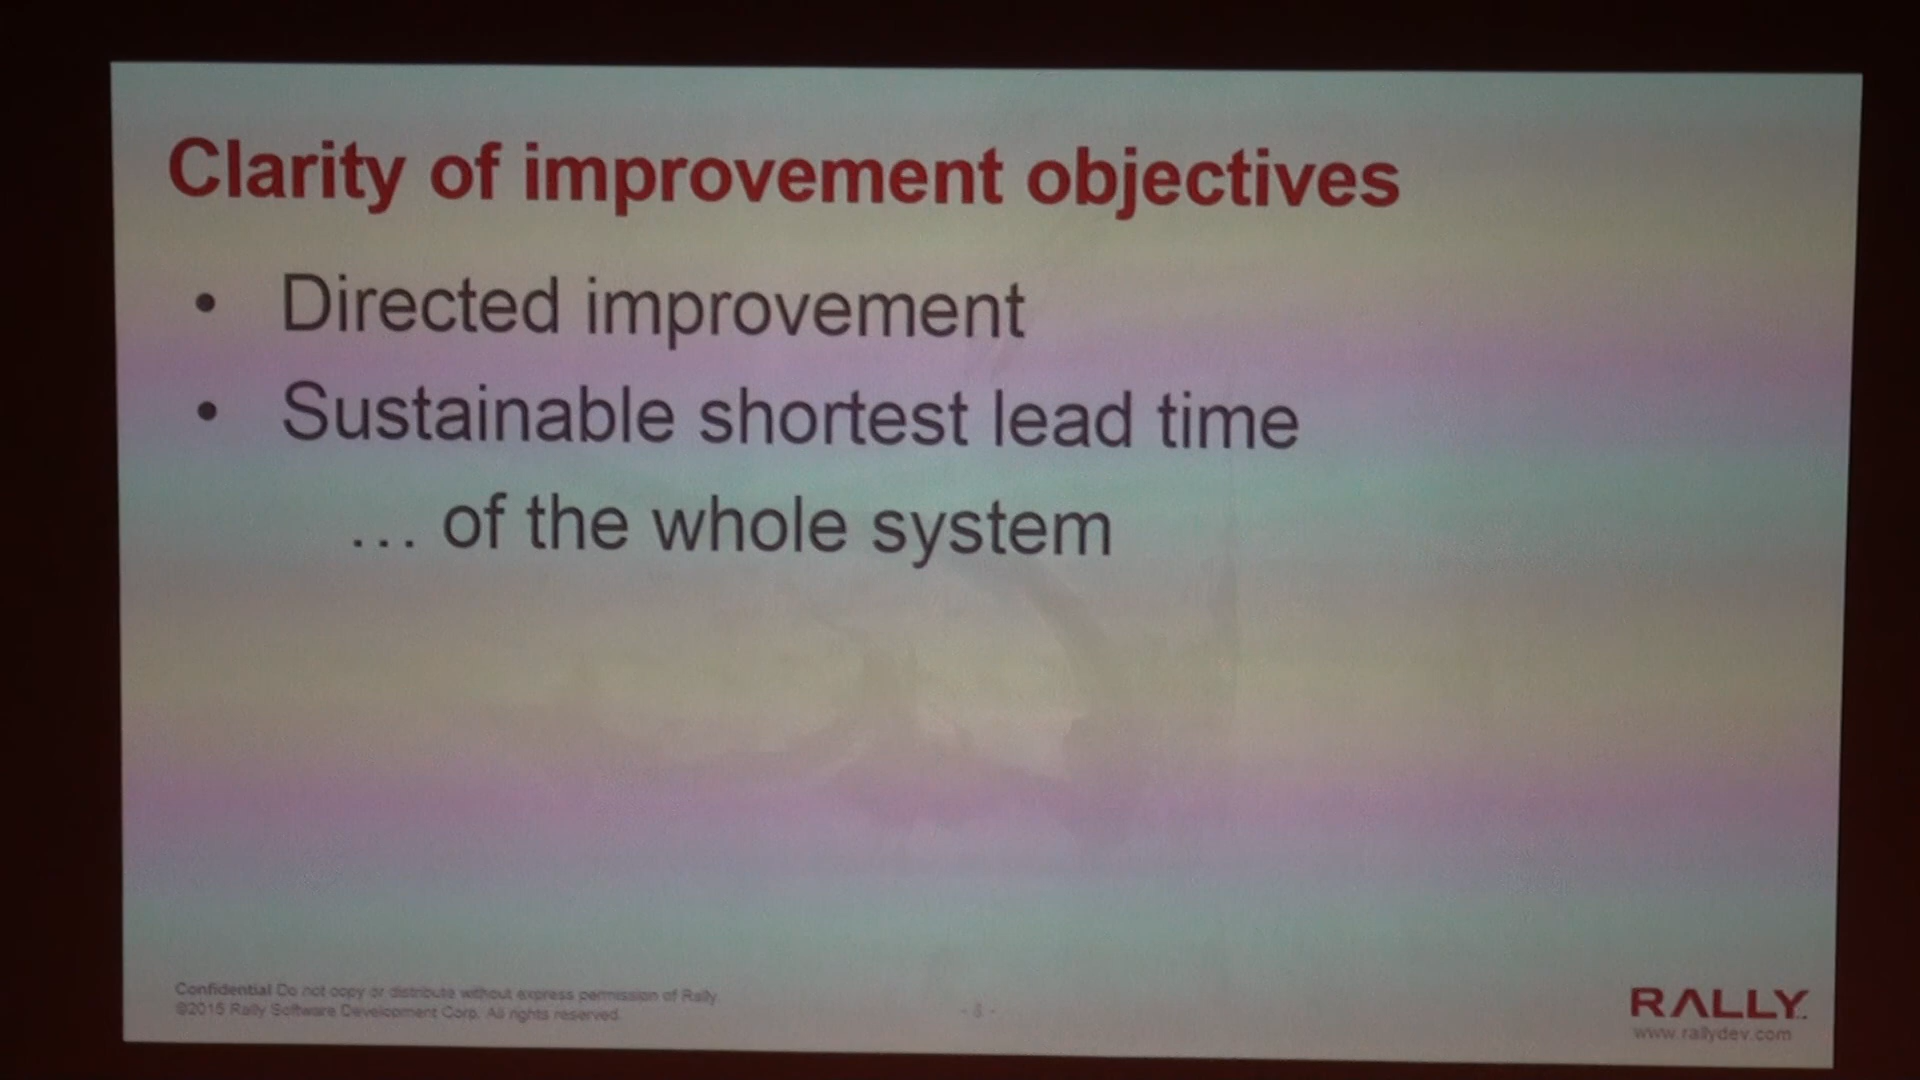 Clarity of improvement objectives
• Directed improvement
• Sustainable shortest lead time
… of the whole system
Confidential Do not copy or distribute without express permission of Rally
©2015 Rally Software Development Corp. All rights reserved.
RALLY
www.rallydev.com